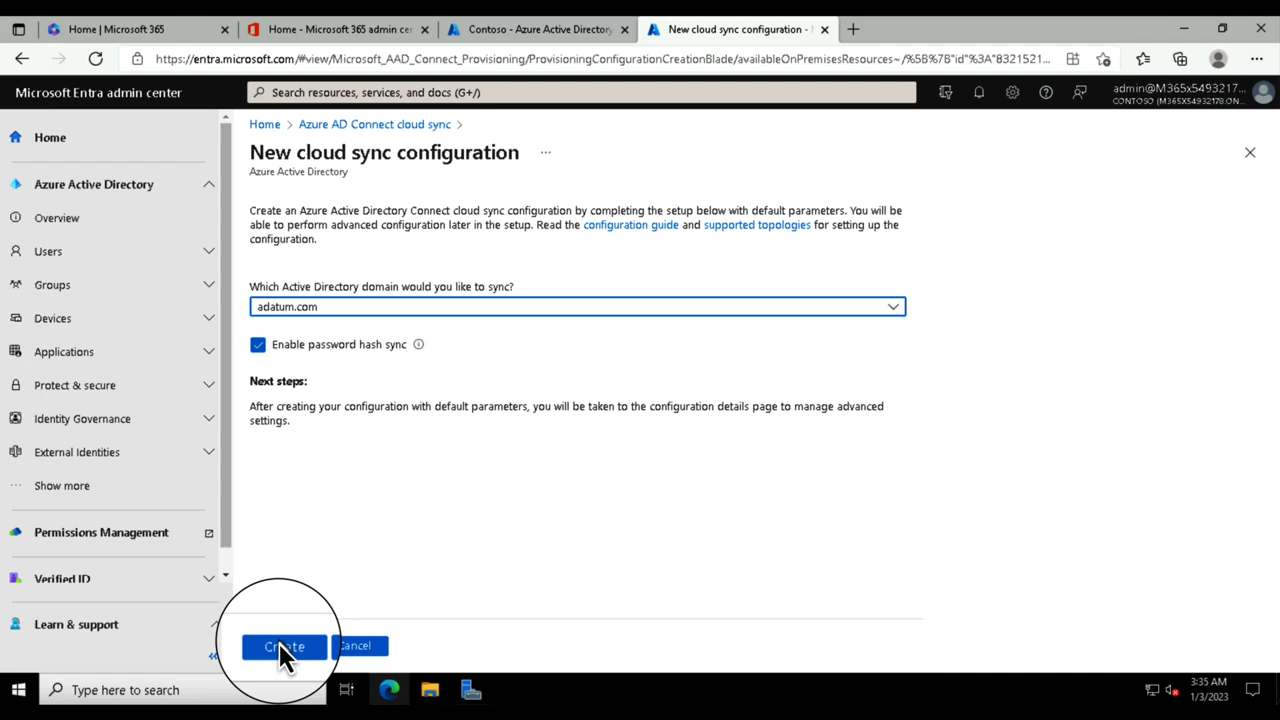 Home | Microsoft 365
Home - Microsoft 365 admin cer
Contoso - Azure Active Directory
New cloud sync configuration -
https://entra.microsoft.com/#view/Microsoft_AAD_Connect_Provisioning/ProvisioningConfigurationCreationBlade/availableOnPremisesResources~/%5B%7B"id"%3A"8321521...
Microsoft Entra admin center
Search resources, services, and docs (G+/)
admin@M365x5493217...
CONTOSO (M365X54932178.ON...
Home
Azure Active Directory
Overview
Users
Groups
Devices
Applications
Protect & secure
Identity Governance
External Identities
Show more
Permissions Management
Verified ID
Learn & support
Home > Azure AD Connect cloud sync >
New cloud sync configuration ...
Azure Active Directory
Create an Azure Active Directory Connect cloud sync configuration by completing the setup below with default parameters. You will be
able to perform advanced configuration later in the setup. Read the configuration guide and supported topologies for setting up the
configuration.
Which Active Directory domain would you like to sync?
adatum.com
Enable password hash sync
Next steps:
After creating your configuration with default parameters, you will be taken to the configuration details page to manage advanced
settings.
Create
Cancel
Type here to search
3:35 AM
1/3/2023